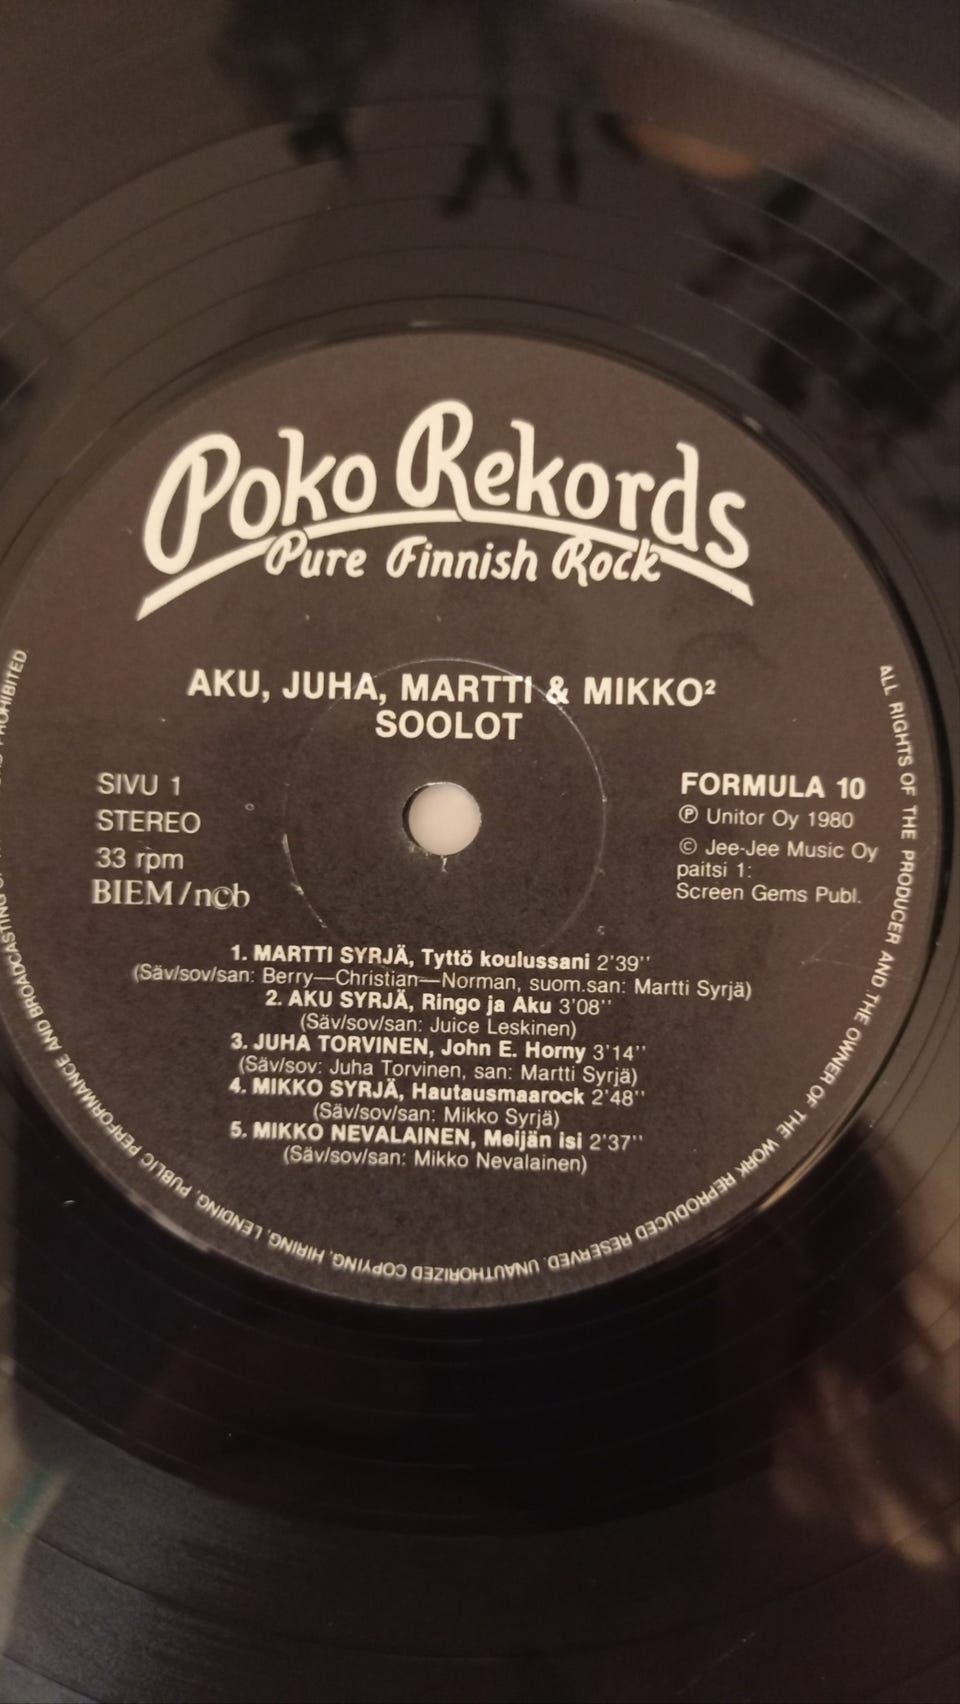 Poko Rekords
Pure Finnish Rock
AKU, JUHA, MARTTI & MIKKO²
SOOLOT
SIVU 1
STEREO
33 rpm
BIEM/n©b
FORMULA 10
℗ Unitor Oy 1980
© Jee-Jee Music Oy
paitsi 1:
Screen Gems Publ.
1. MARTTI SYRJÄ, Tyttö koulussani 2'39''
(Säv/sov/san: Berry—Christian—Norman, suom.san: Martti Syrjä)
2. AKU SYRJÄ, Ringo ja Aku 3'08''
(Säv/sov/san: Juice Leskinen)
3. JUHA TORVINEN, John E. Horny 3'14''
(Säv/sov: Juha Torvinen, san: Martti Syrjä)
4. MIKKO SYRJÄ, Hautausmaarock 2'48''
(Säv/sov/san: Mikko Syrjä)
5. MIKKO NEVALAINEN, Meijän isi 2'37''
(Säv/sov/san: Mikko Nevalainen)
ALL RIGHTS OF THE PRODUCER AND THE OWNER OF THE WORK REPRODUCED RESERVED. UNAUTHORIZED COPYING, HIRING, LENDING, PUBLIC PERFORMANCE AND BROADCASTING PROHIBITED.